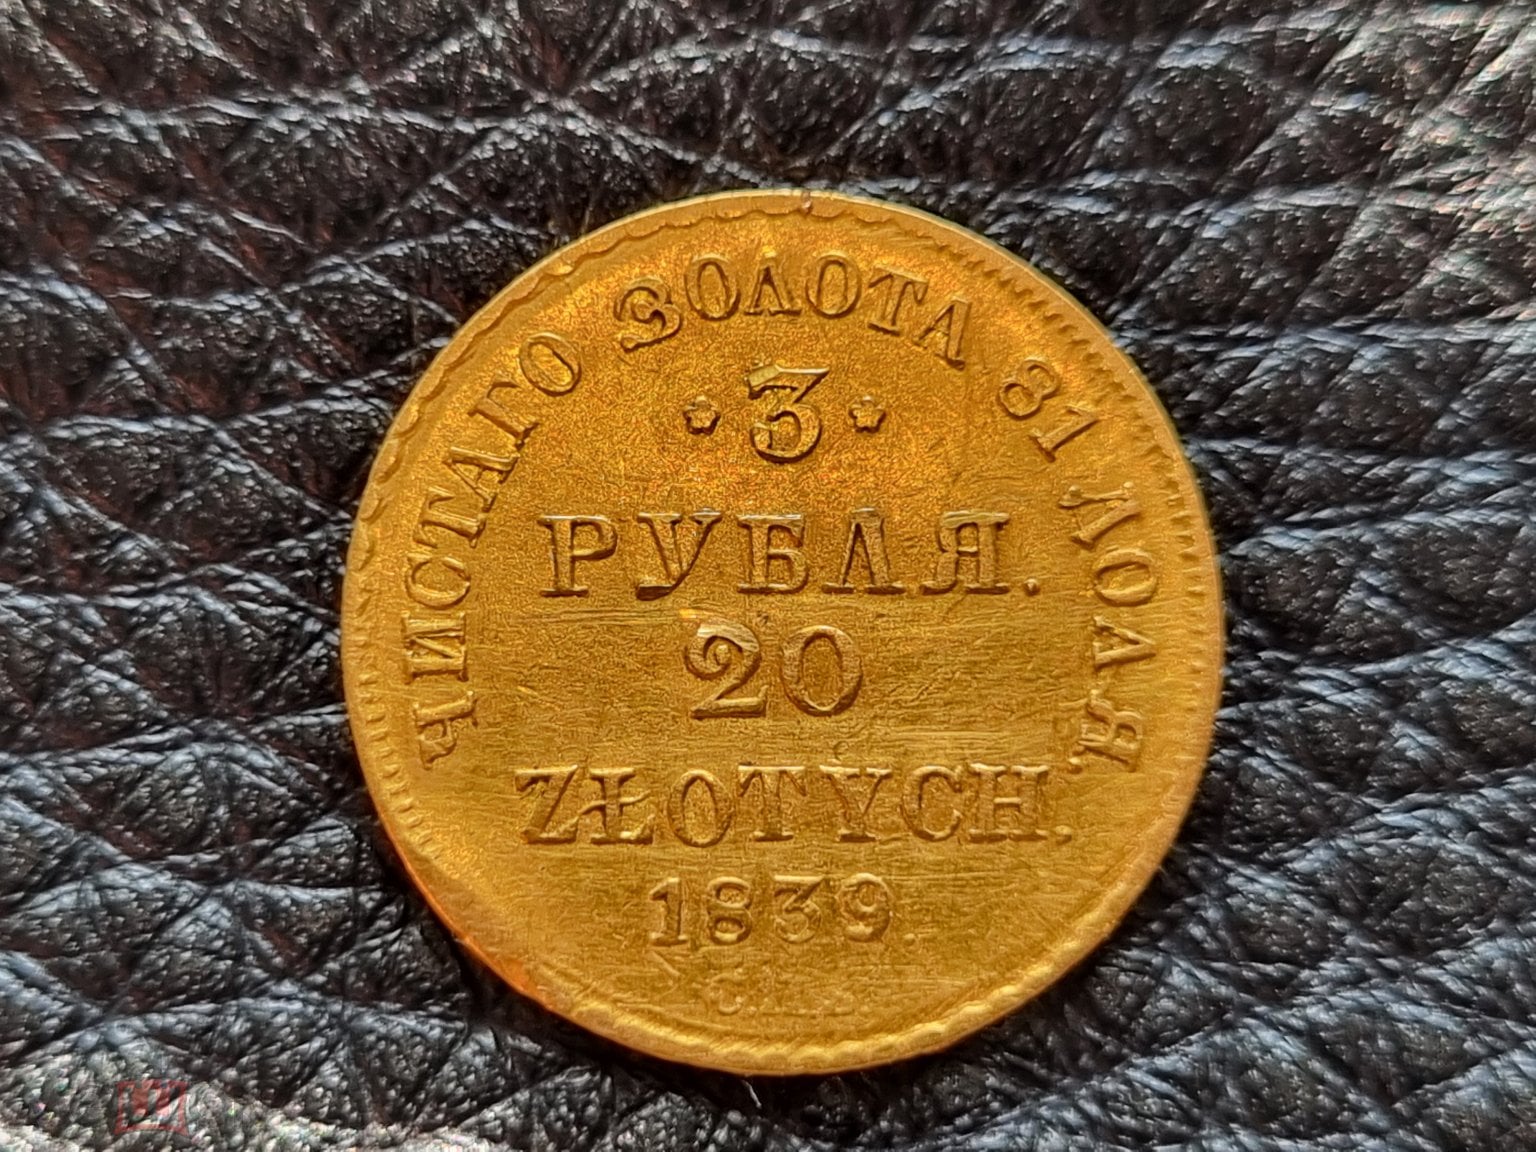 ЧИСТАГО ЗОЛОТА 81 ДОЛЯ.
3
РУБЛЯ.
20
ZŁOTYCH.
1839.
С.П.Б.